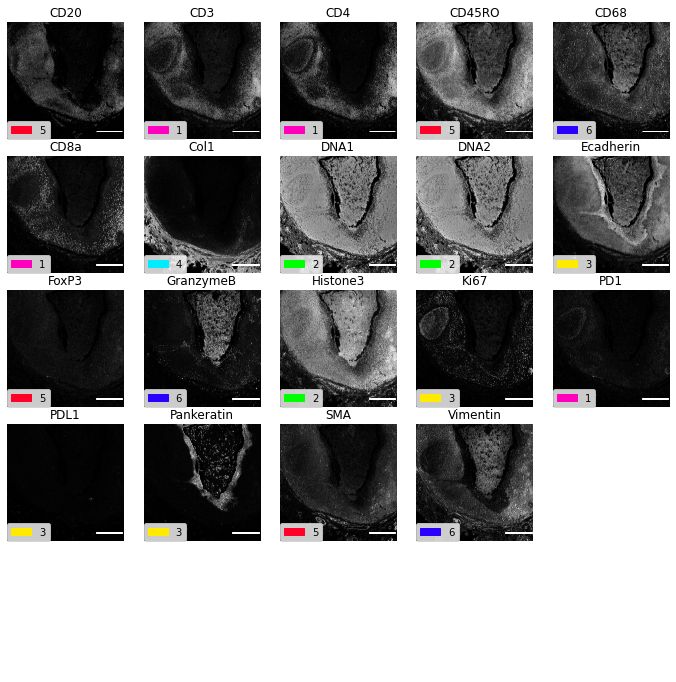 CD20 CD3 CD4 CD45RO CD68
5 1 1 5 6
CD8a Col1 DNA1 DNA2 Ecadherin
1 4 2 2 3
FoxP3 GranzymeB Histone3 Ki67 PD1
5 6 2 3 1
PDL1 Pankeratin SMA Vimentin
3 3 5 6